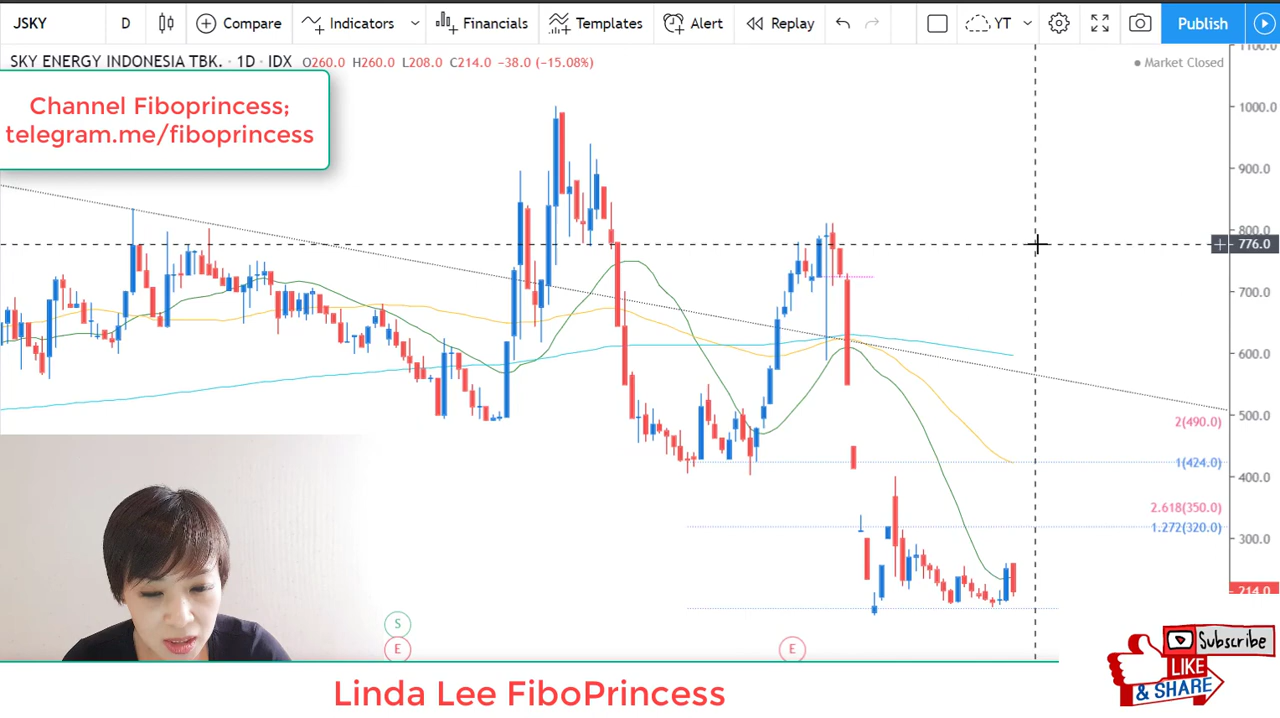 JSKY D Compare Indicators Financials Templates Alert Replay YT Publish
SKY ENERGY INDONESIA TBK. · 1D · IDX O260.0 H260.0 L208.0 C214.0 -38.0 (-15.08%)
Market Closed
Channel Fiboprincess;
telegram.me/fiboprincess
1100.0
1000.0
900.0
800.0
776.0
700.0
600.0
500.0
2(490.0)
1(424.0)
400.0
2.618(350.0)
1.272(320.0)
300.0
214.0
S
E
E
Subscribe
LIKE
& SHARE
Linda Lee FiboPrincess